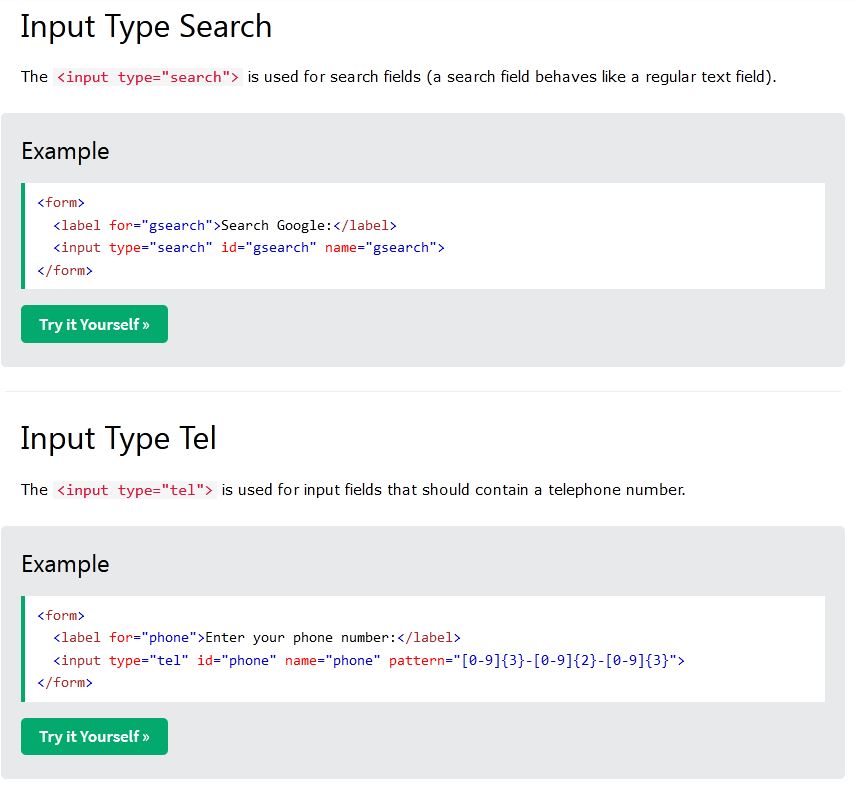 Input Type Search
The <input type="search"> is used for search fields (a search field behaves like a regular text field).
Example
<form>
  <label for="gsearch">Search Google:</label>
  <input type="search" id="gsearch" name="gsearch">
</form>
Try it Yourself »
Input Type Tel
The <input type="tel"> is used for input fields that should contain a telephone number.
Example
<form>
  <label for="phone">Enter your phone number:</label>
  <input type="tel" id="phone" name="phone" pattern="[0-9]{3}-[0-9]{2}-[0-9]{3}">
</form>
Try it Yourself »